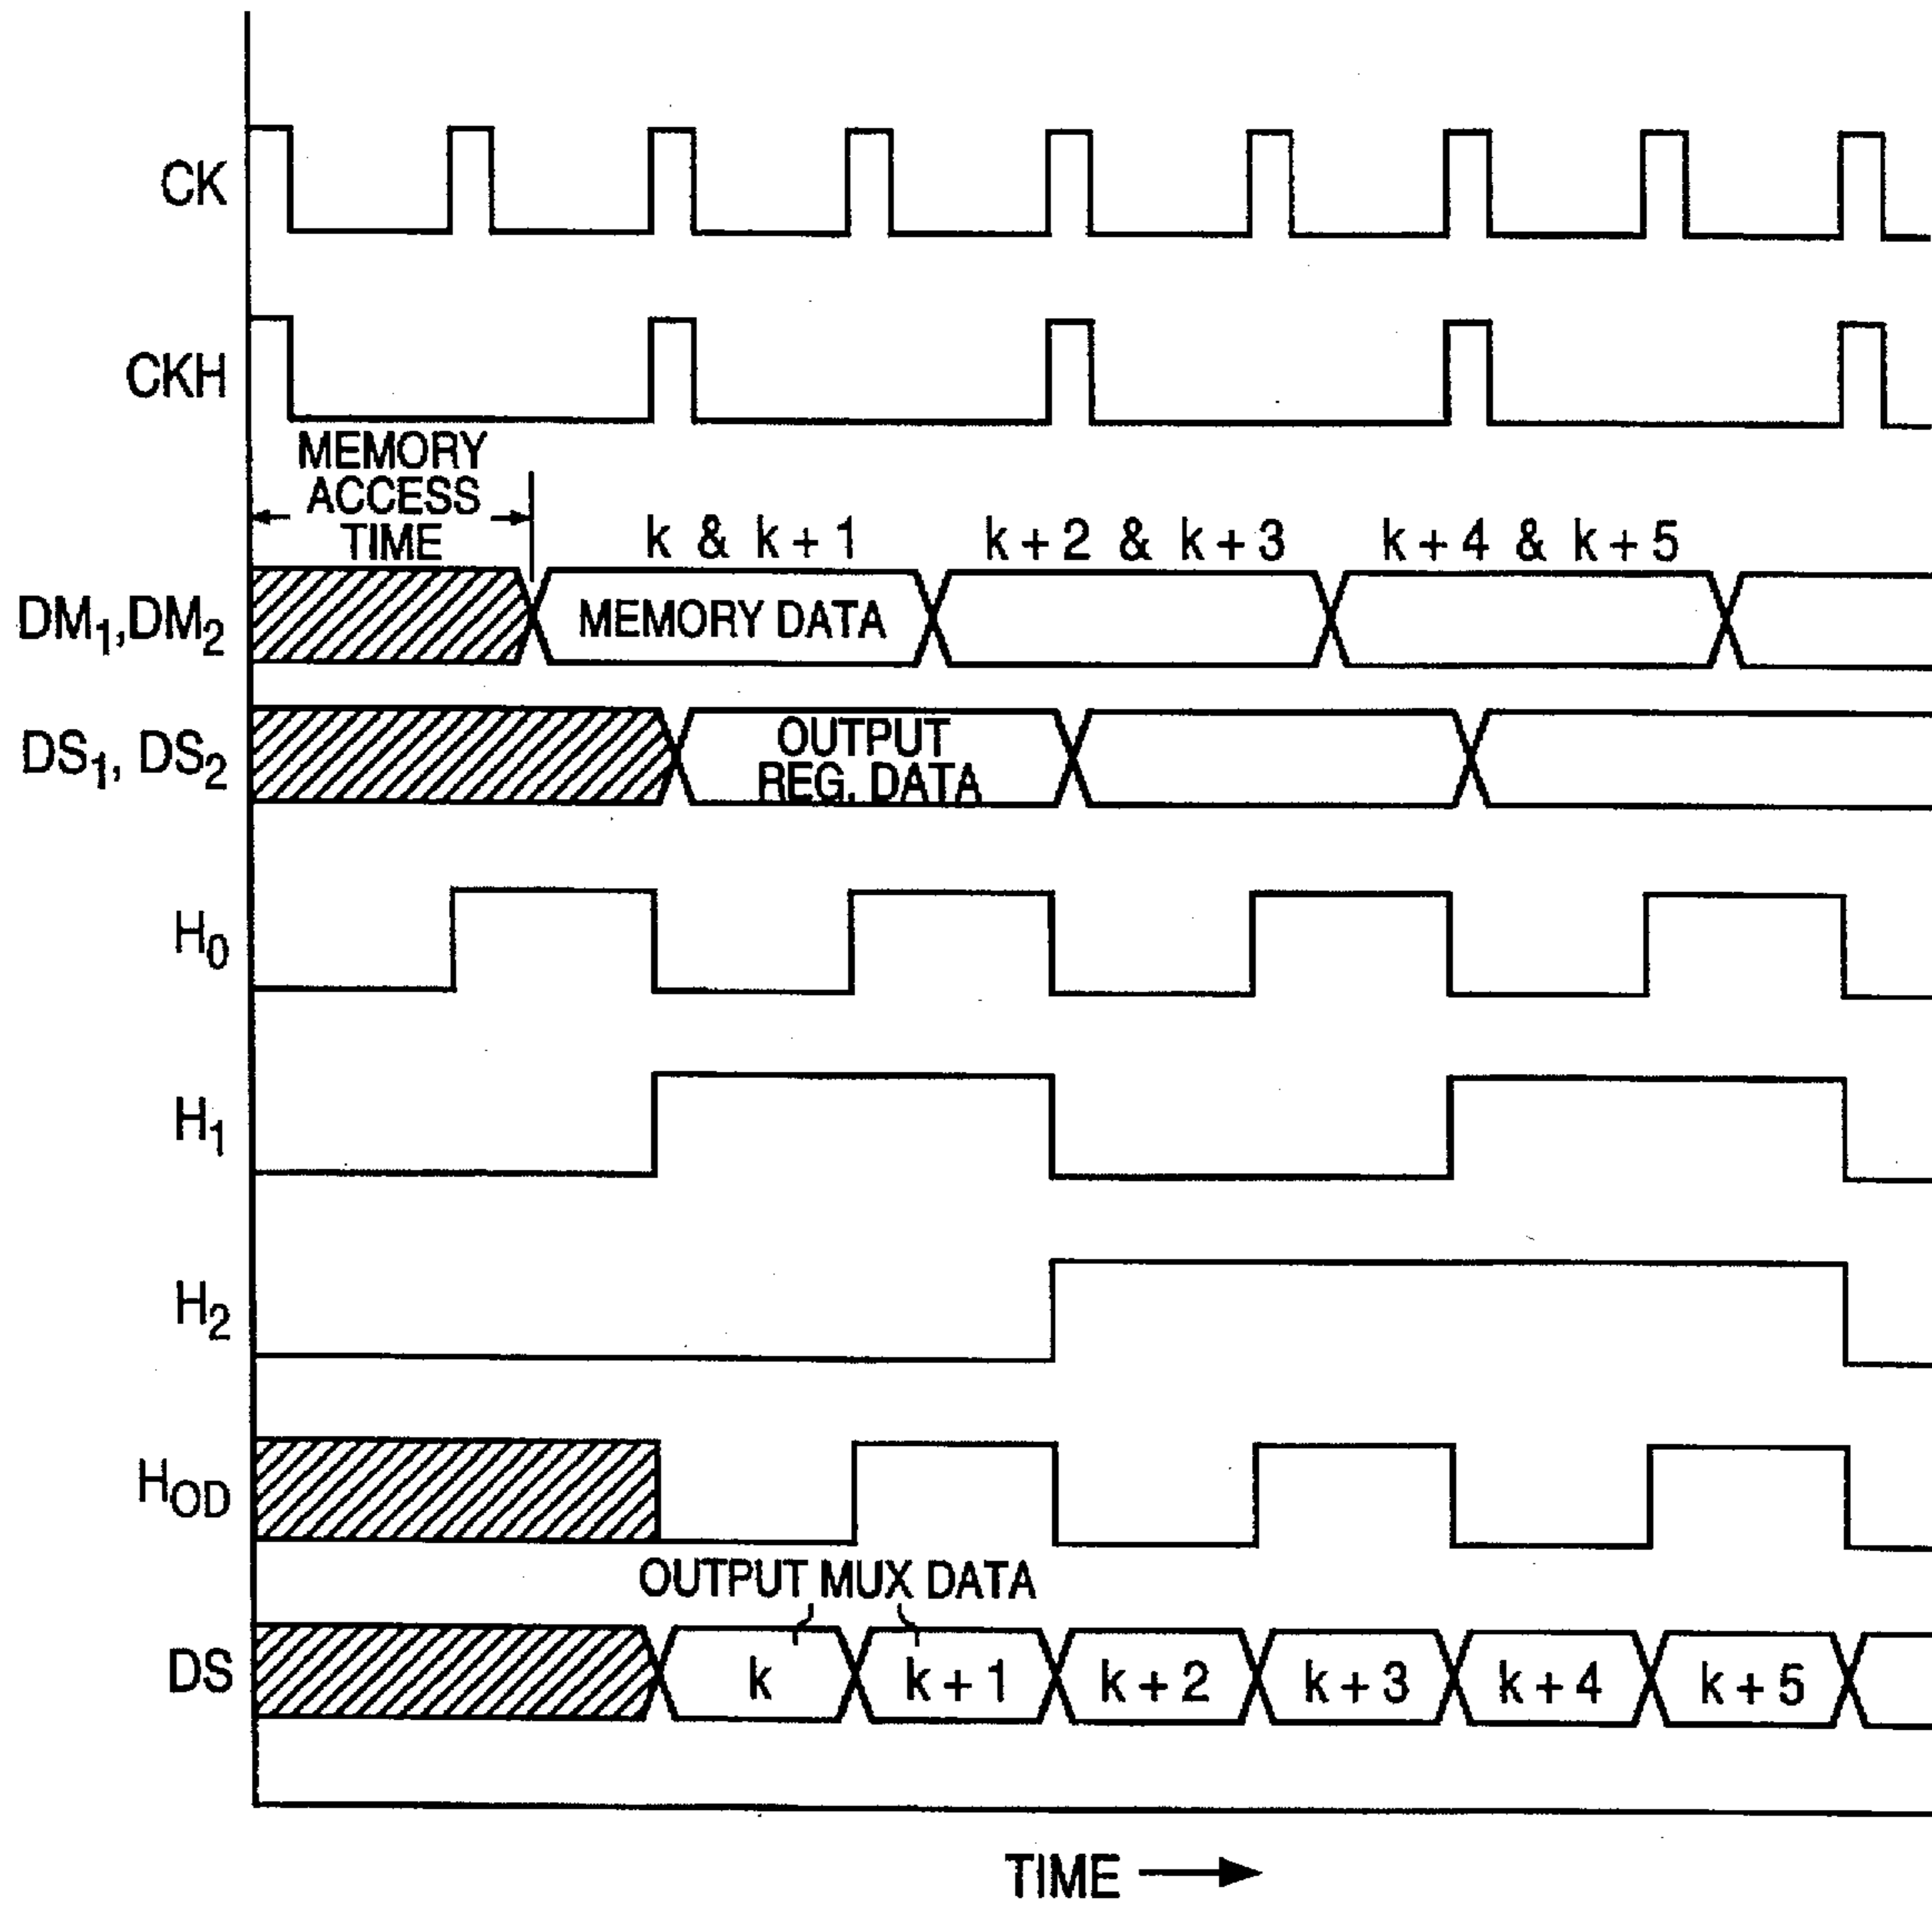 CK
CKH
MEMORY
ACCESS
TIME
k & k + 1
k + 2 & k + 3
k + 4 & k + 5
DM1,DM2
MEMORY DATA
DS1, DS2
OUTPUT
REG. DATA
H0
H1
H2
HOD
OUTPUT MUX DATA
DS
k
k + 1
k + 2
k + 3
k + 4
k + 5
TIME